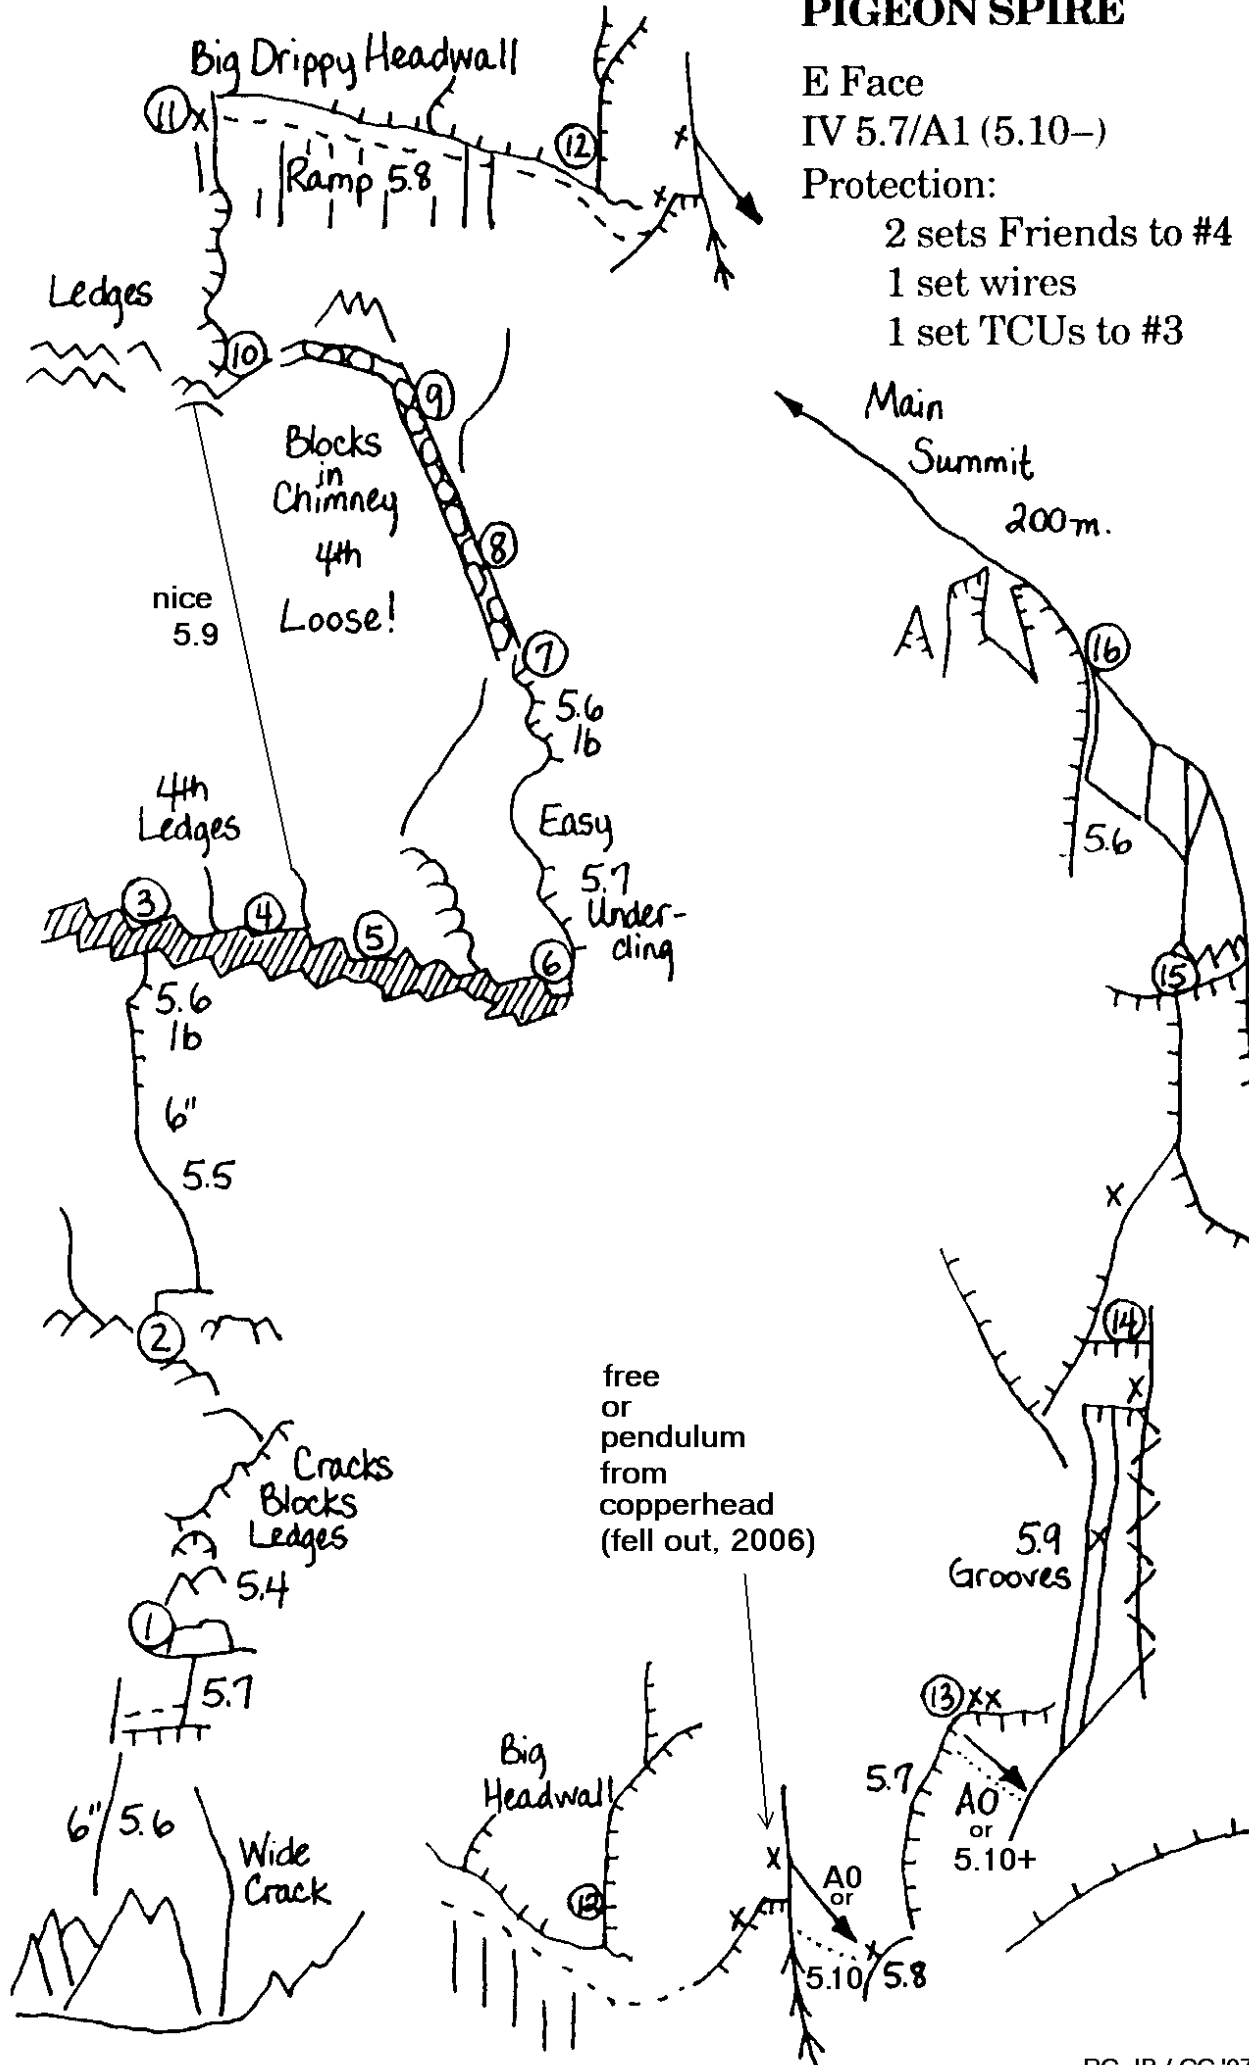 PIGEON SPIRE
E Face
IV 5.7/A1 (5.10–)
Protection:
2 sets Friends to #4
1 set wires
1 set TCUs to #3
Big Drippy Headwall
11
x
12
x
Ramp 5.8
x
Ledges
10
9
Main
Summit
200m.
Blocks
in
Chimney
4th
Loose!
8
nice
5.9
7
16
5.6
lb
4th
Ledges
Easy
5.6
5.7
Under-
cling
3
4
5
6
15
5.6
lb
6"
5.5
x
14
2
free
or
pendulum
from
copperhead
(fell out, 2006)
x
Cracks
Blocks
Ledges
5.4
5.9
Grooves
x
1
5.7
13
xx
Big
Headwall
5.7
A0
or
5.10+
6"
5.6
Wide
Crack
x
A0
or
12
x
x
5.10
5.8